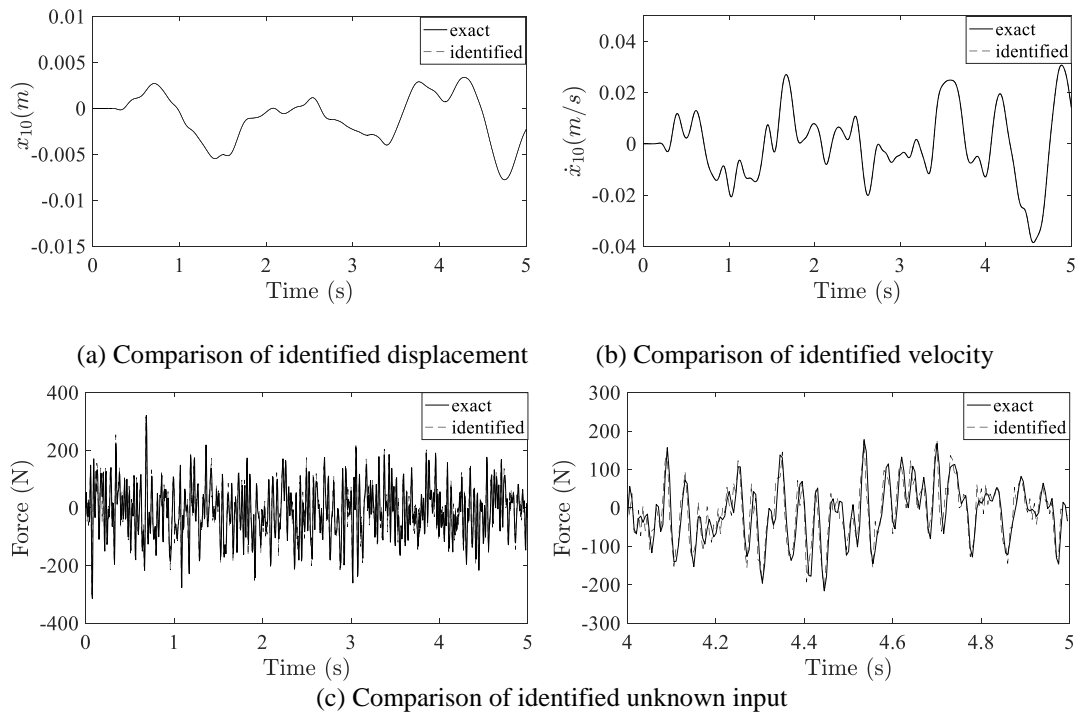 0.01
0.005
0
-0.005
-0.01
-0.015
x₁₀(m)
0 1 2 3 4 5
Time (s)
exact
identified
0.04
0.02
0
-0.02
-0.04
ẋ₁₀(m/s)
0 1 2 3 4 5
Time (s)
exact
identified
(a) Comparison of identified displacement
(b) Comparison of identified velocity
400
200
0
-200
-400
Force (N)
0 1 2 3 4 5
Time (s)
exact
identified
300
200
100
0
-100
-200
-300
Force (N)
4 4.2 4.4 4.6 4.8 5
Time (s)
exact
identified
(c) Comparison of identified unknown input